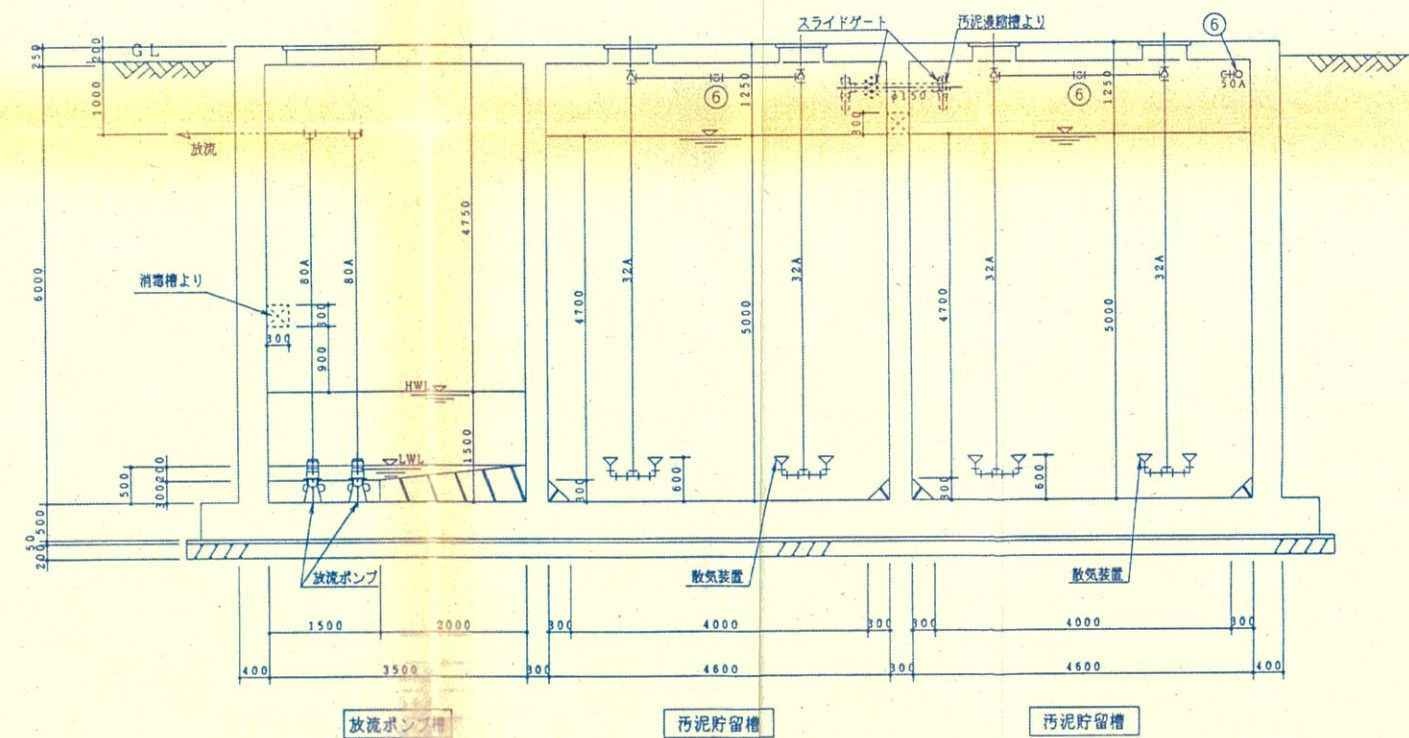 スライドゲート
汚泥濃縮槽より
⑥
250
200
GL
1000
放流
⑥
1250
φ150
300
⑥
1250
50A
6000
消毒槽より
80A
80A
4750
300
300
900
HWL
LWL
1500
500
200
300
4700
32A
5000
32A
600
300
4700
32A
5000
32A
600
300
500
50
200
放流ポンプ
散気装置
散気装置
1500
2000
300
4000
300
300
4000
300
400
3500
300
4600
300
4600
400
放流ポンプ槽
汚泥貯留槽
汚泥貯留槽